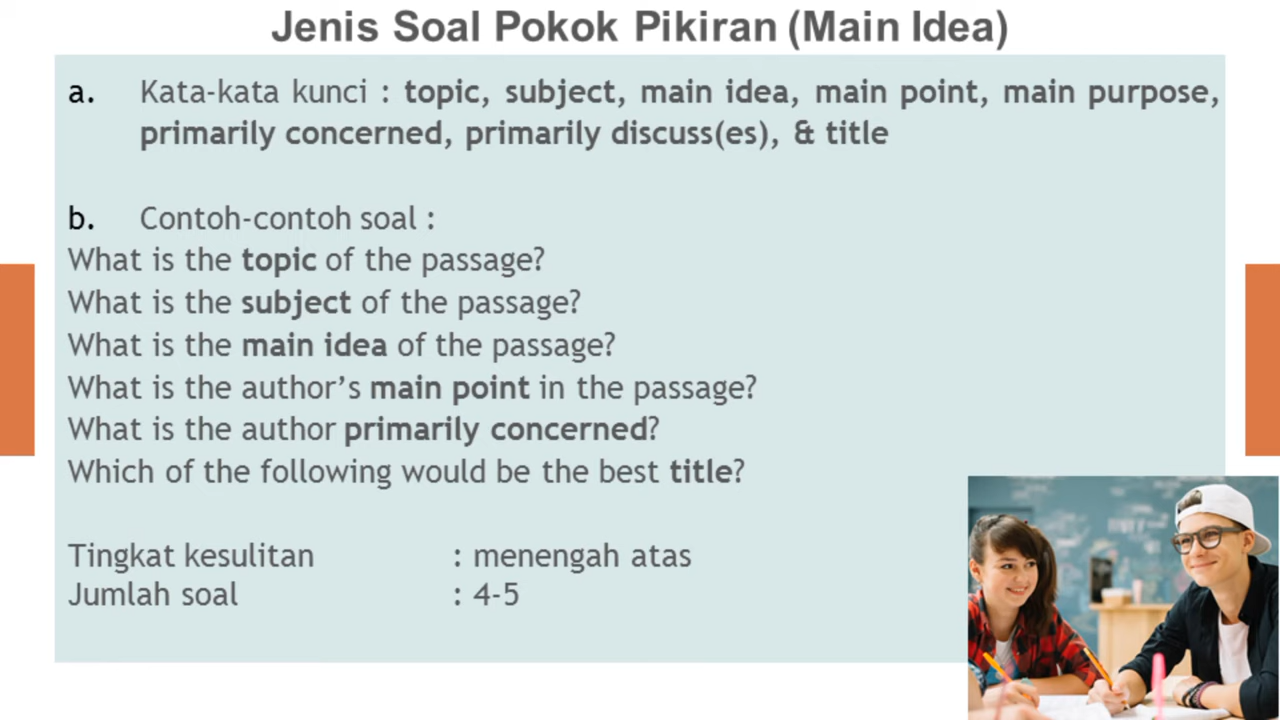 Jenis Soal Pokok Pikiran (Main Idea)
a. Kata-kata kunci : topic, subject, main idea, main point, main purpose,
primarily concerned, primarily discuss(es), & title
b. Contoh-contoh soal :
What is the topic of the passage?
What is the subject of the passage?
What is the main idea of the passage?
What is the author’s main point in the passage?
What is the author primarily concerned?
Which of the following would be the best title?
Tingkat kesulitan : menengah atas
Jumlah soal : 4-5